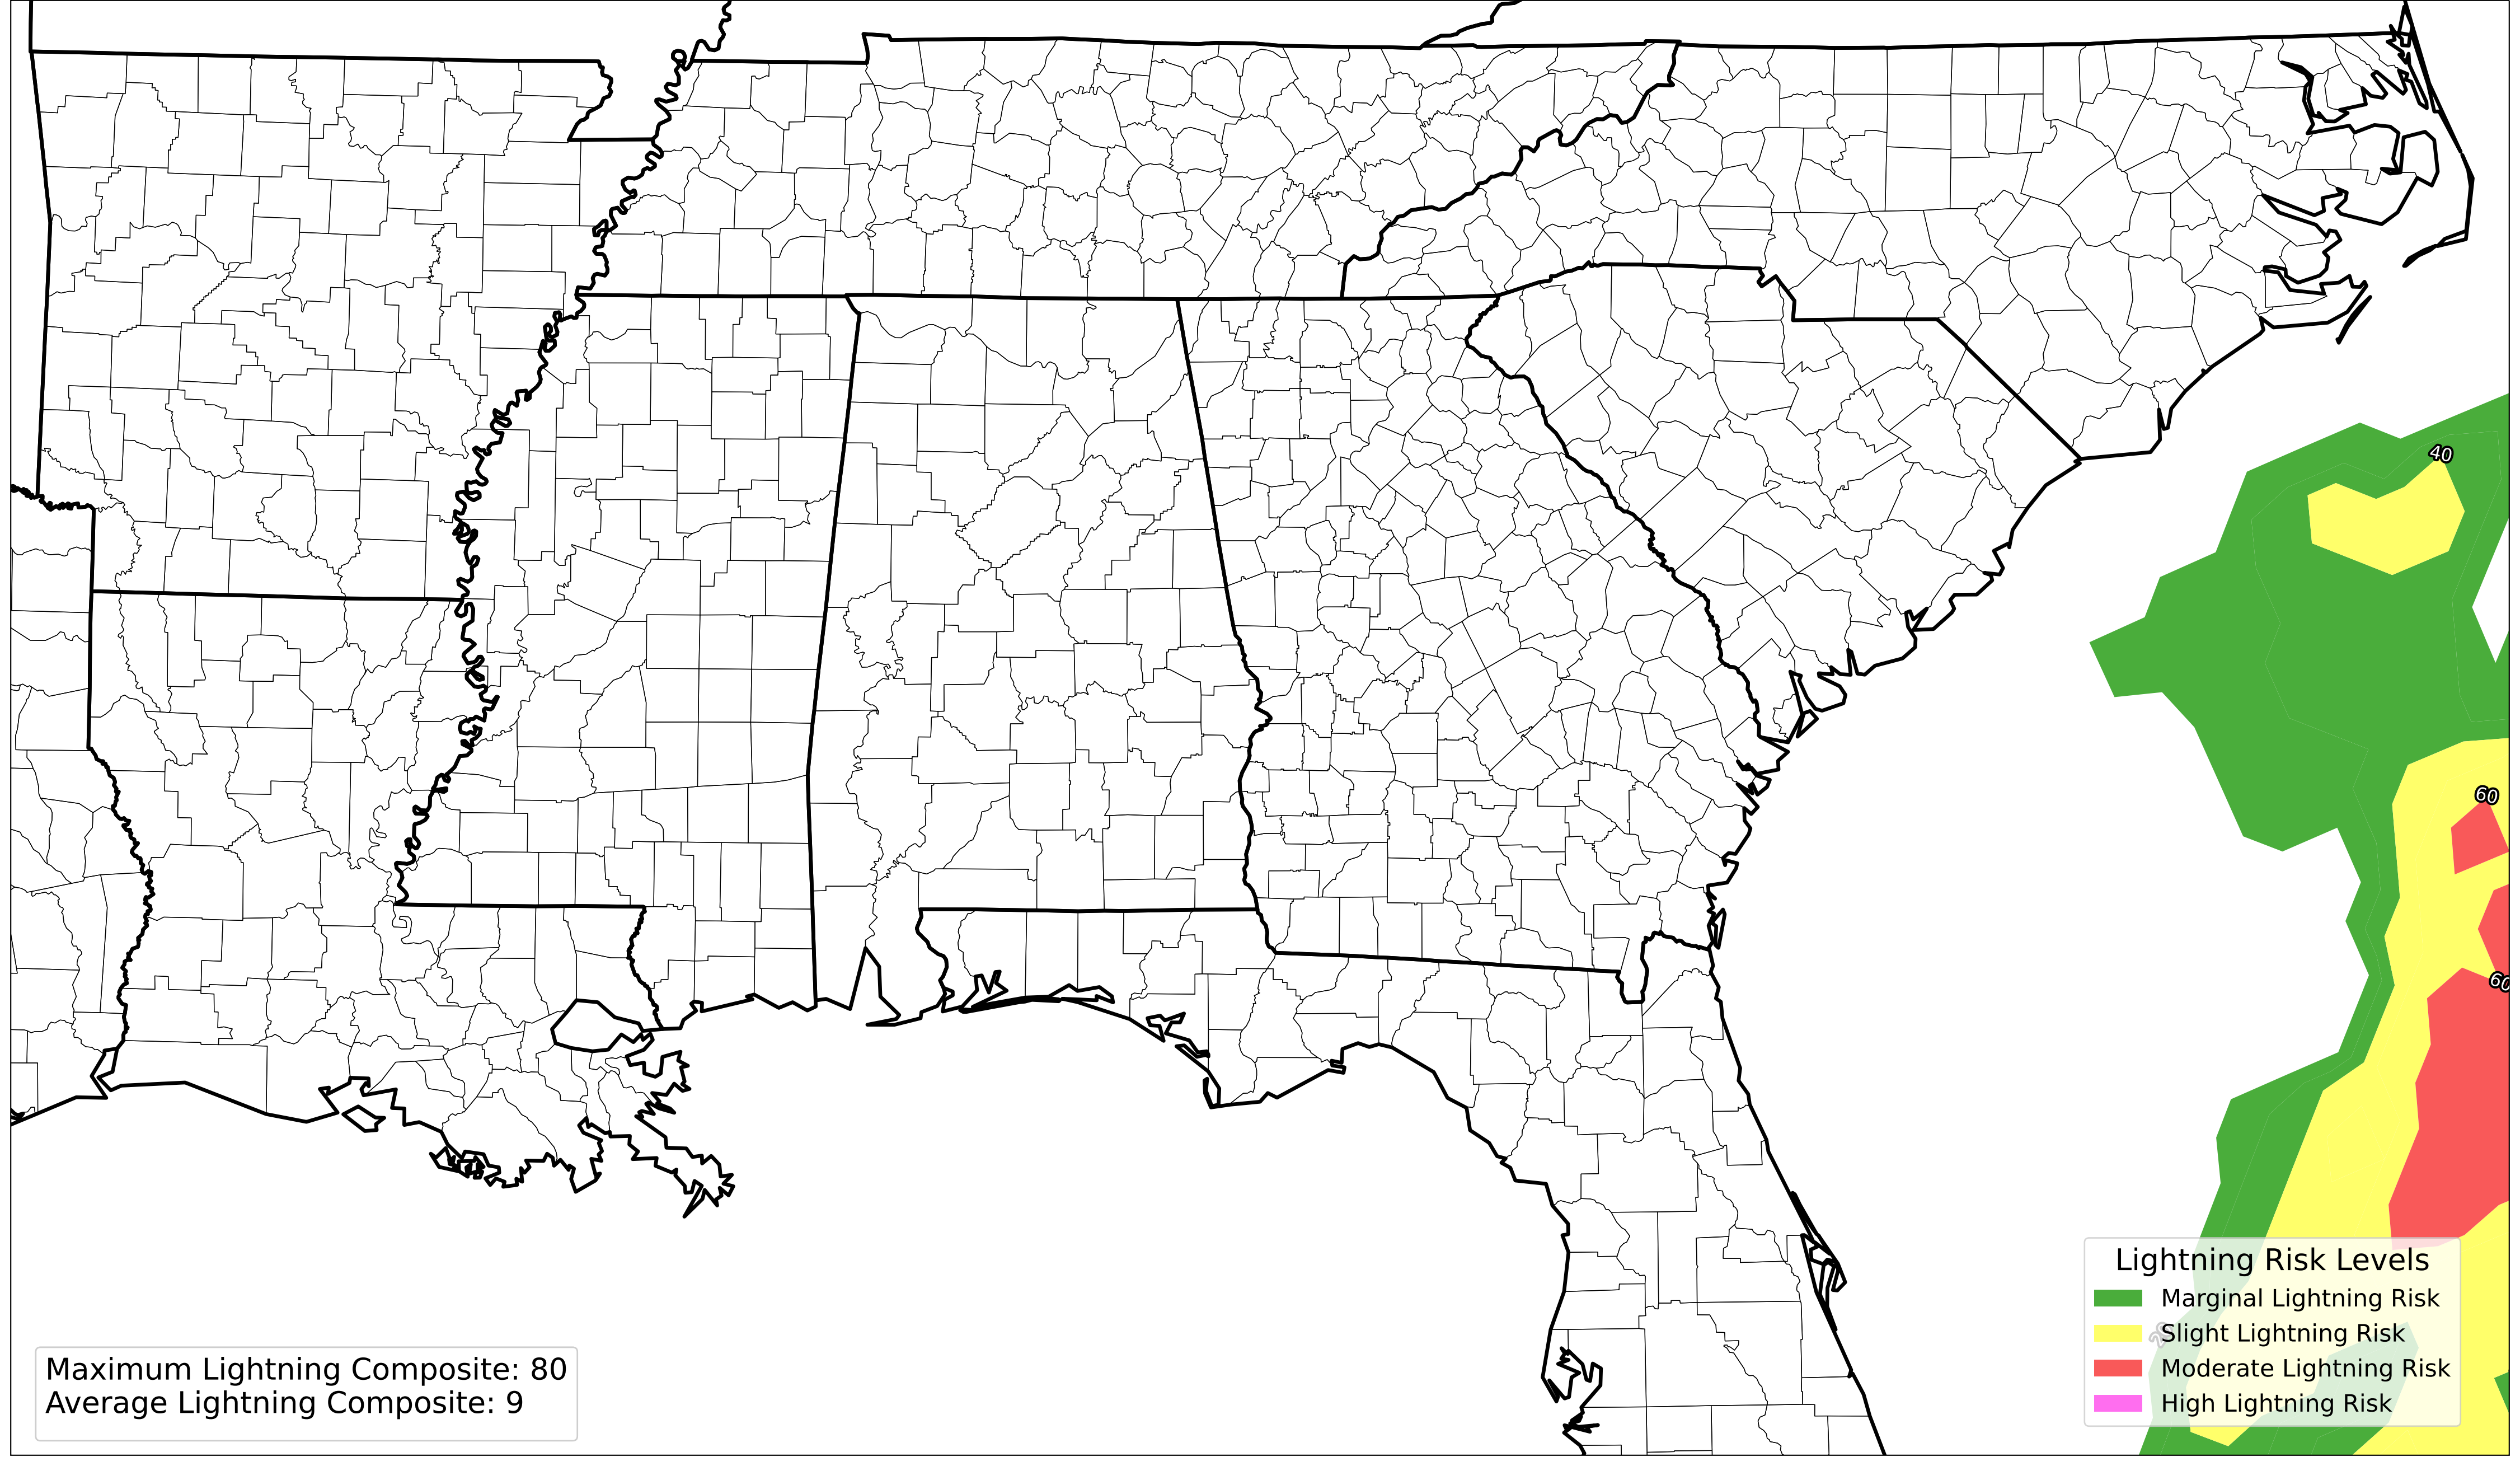 40
60
60
Lightning Risk Levels
Marginal Lightning Risk
20
Slight Lightning Risk
Moderate Lightning Risk
High Lightning Risk
Maximum Lightning Composite: 80
Average Lightning Composite: 9